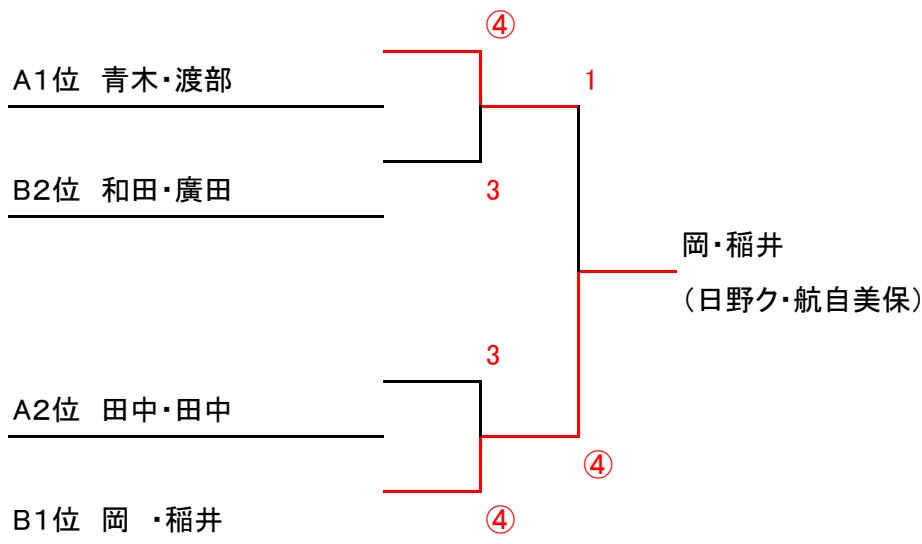 ④
A1位 青木・渡部
1
B2位 和田・廣田
3
岡・稲井
(日野ク・航自美保)
3
A2位 田中・田中
④
B1位 岡 ・稲井
④